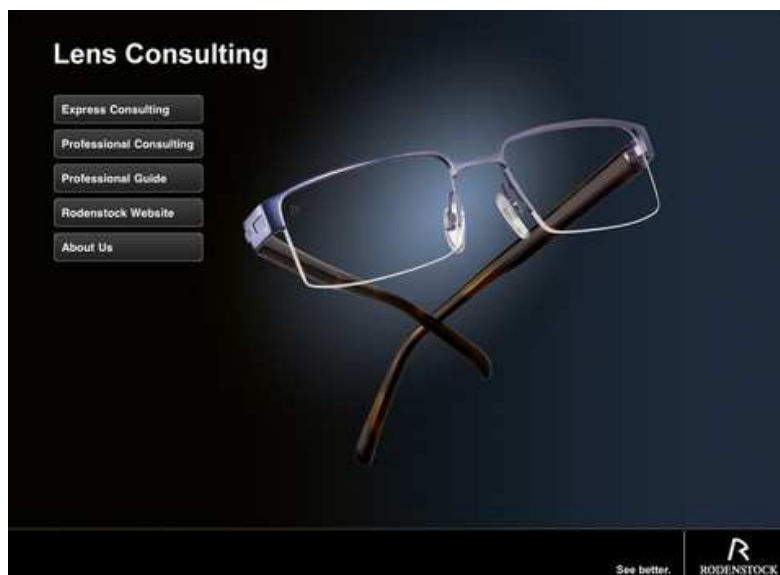 Lens Consulting
Express Consulting
Professional Consulting
Professional Guide
Rodenstock Website
About Us
See better.
R
RODENSTOCK